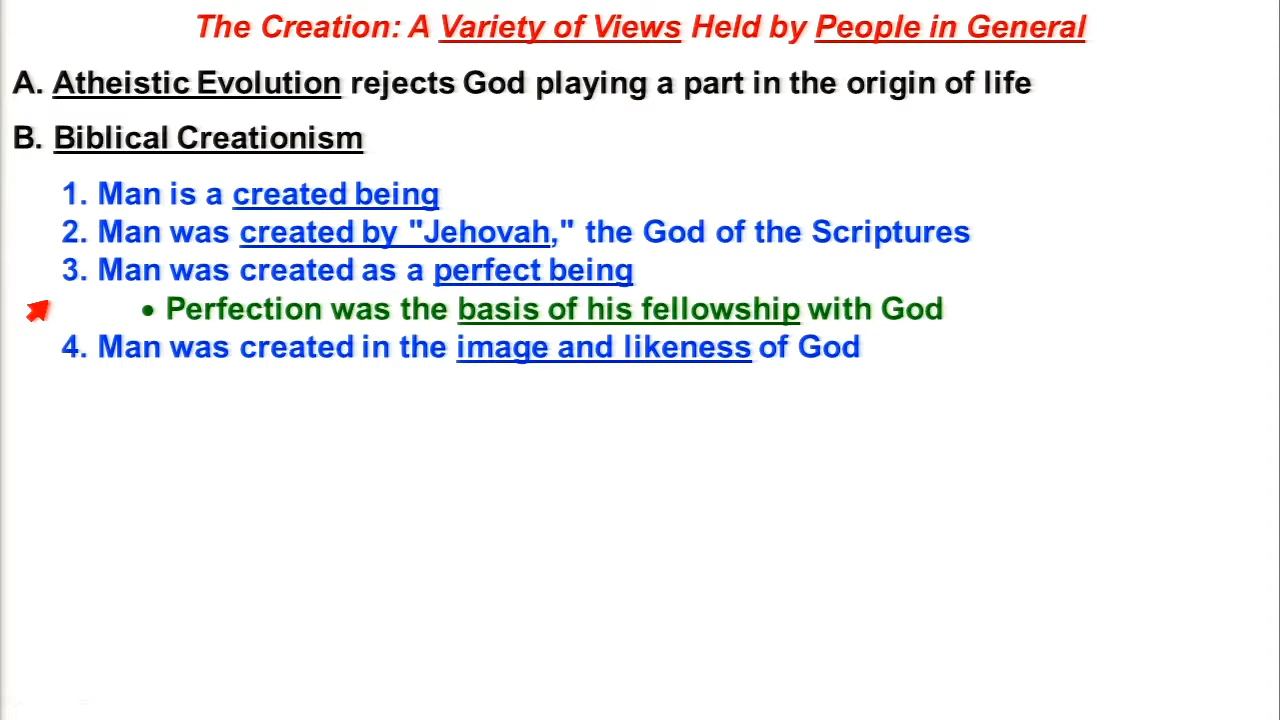 The Creation: A Variety of Views Held by People in General
A. Atheistic Evolution rejects God playing a part in the origin of life
B. Biblical Creationism
1. Man is a created being
2. Man was created by "Jehovah," the God of the Scriptures
3. Man was created as a perfect being
• Perfection was the basis of his fellowship with God
4. Man was created in the image and likeness of God